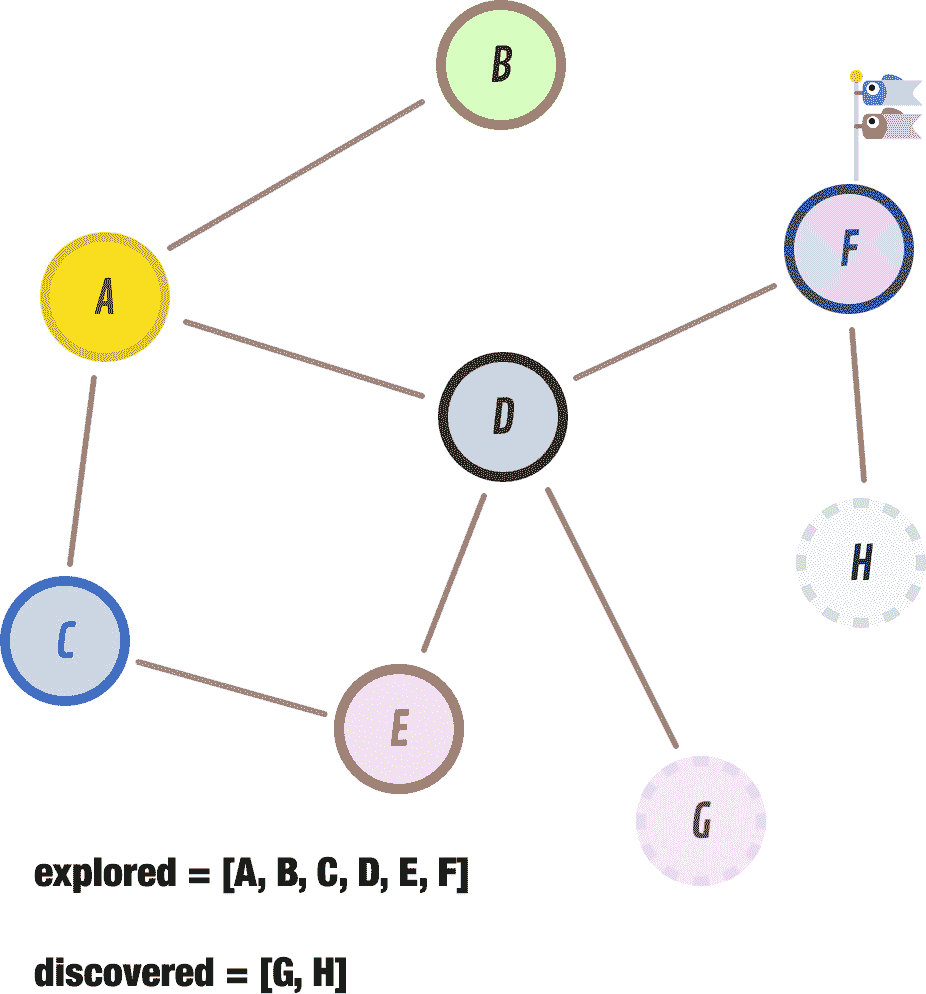 B
F
A
D
H
C
E
G
explored = [A, B, C, D, E, F]
discovered = [G, H]